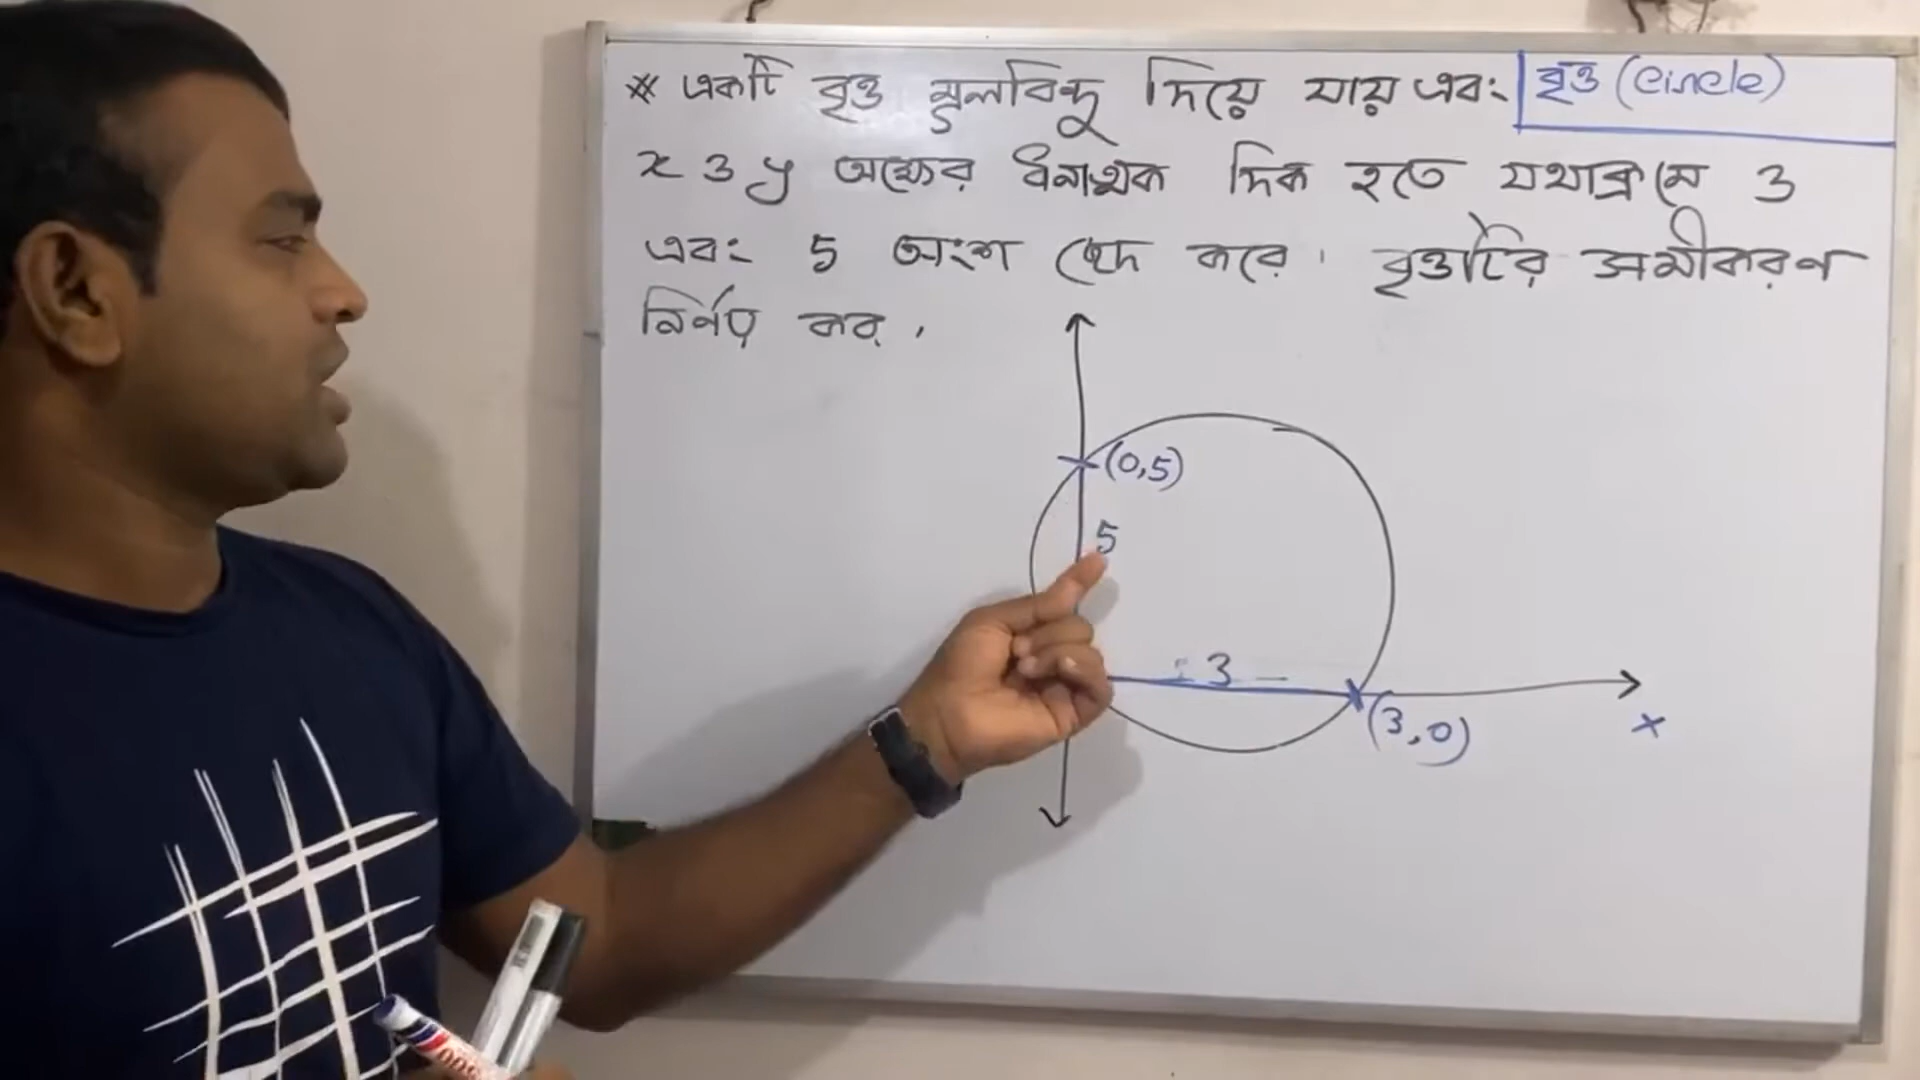 * একটি বৃত্ত মূলবিন্দু দিয়ে যায় এবং
বৃত্ত (Circle)
x ও y অক্ষের ধনাত্মক দিক হতে যথাক্রমে 3
এবং 5 অংশ ছেদ করে। বৃত্তটির সমীকরণ
নির্ণয় কর।
(0,5)
5
3
(3,0)
x